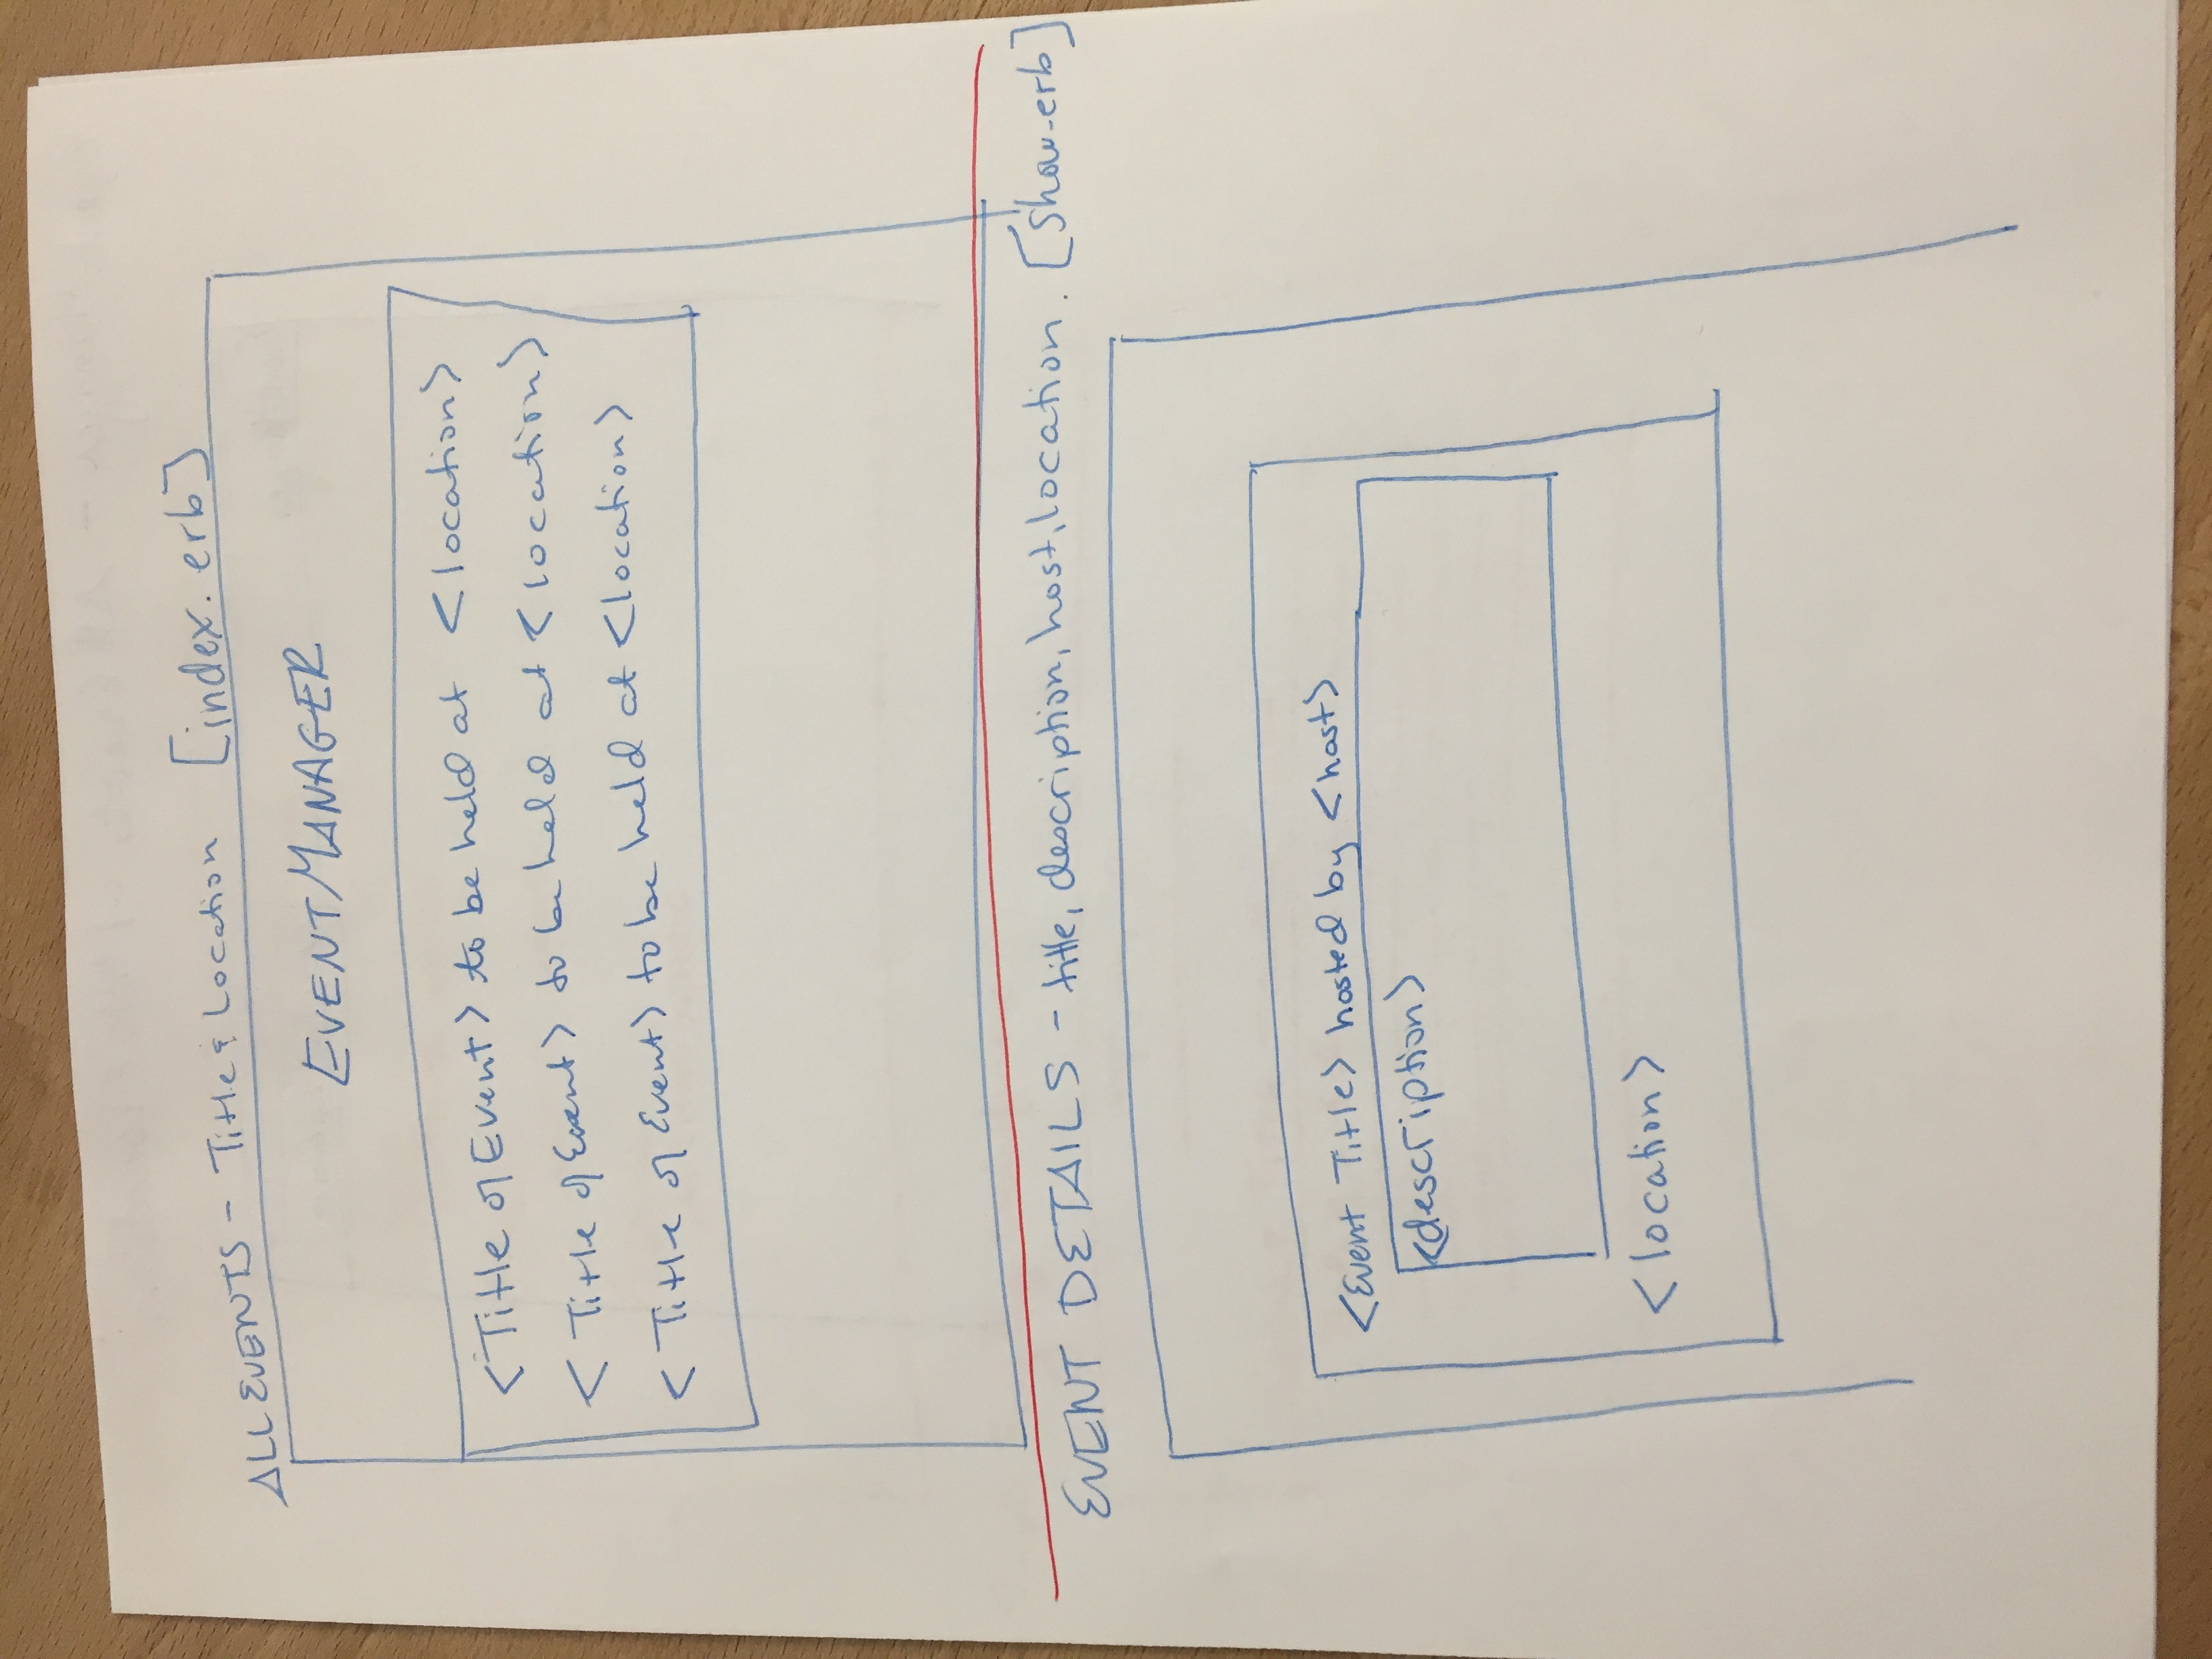 ALL EVENTS - Title & Location [index.erb]
EVENTMANAGER
<Title of Event> to be held at <location>
<Title of Event> to be held at <location>
<Title of Event> to be held at <location>
EVENT DETAILS - title, description, host, location. [show.erb]
<Event Title> hosted by <host>
<description>
<location>